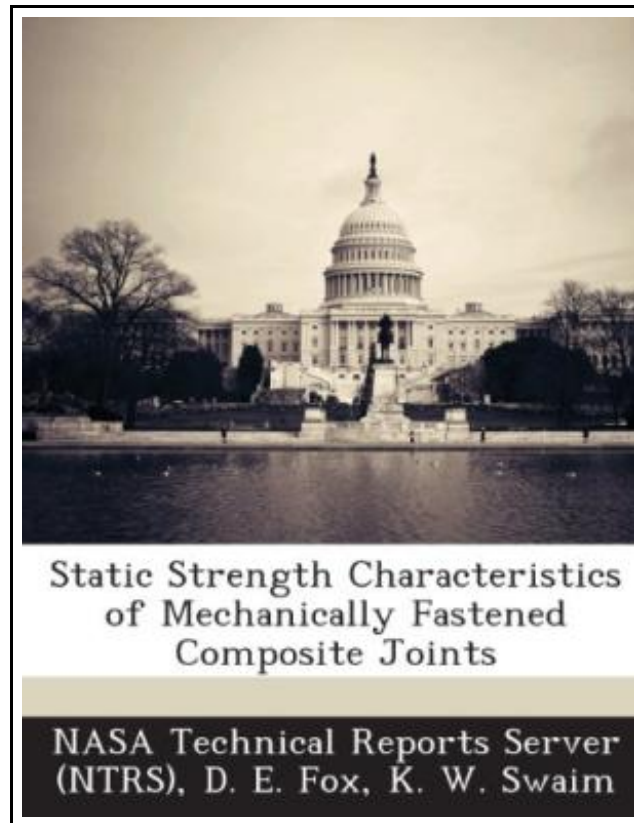 Static Strength Characteristics
of Mechanically Fastened
Composite Joints
NASA Technical Reports Server
(NTRS), D. E. Fox, K. W. Swaim